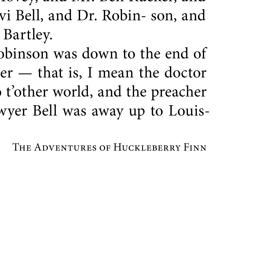 vi Bell, and Dr. Robin- son, and
Bartley.
obinson was down to the end of
er — that is, I mean the doctor
t'other world, and the preacher
wyer Bell was away up to Louis-
The Adventures of Huckleberry Finn